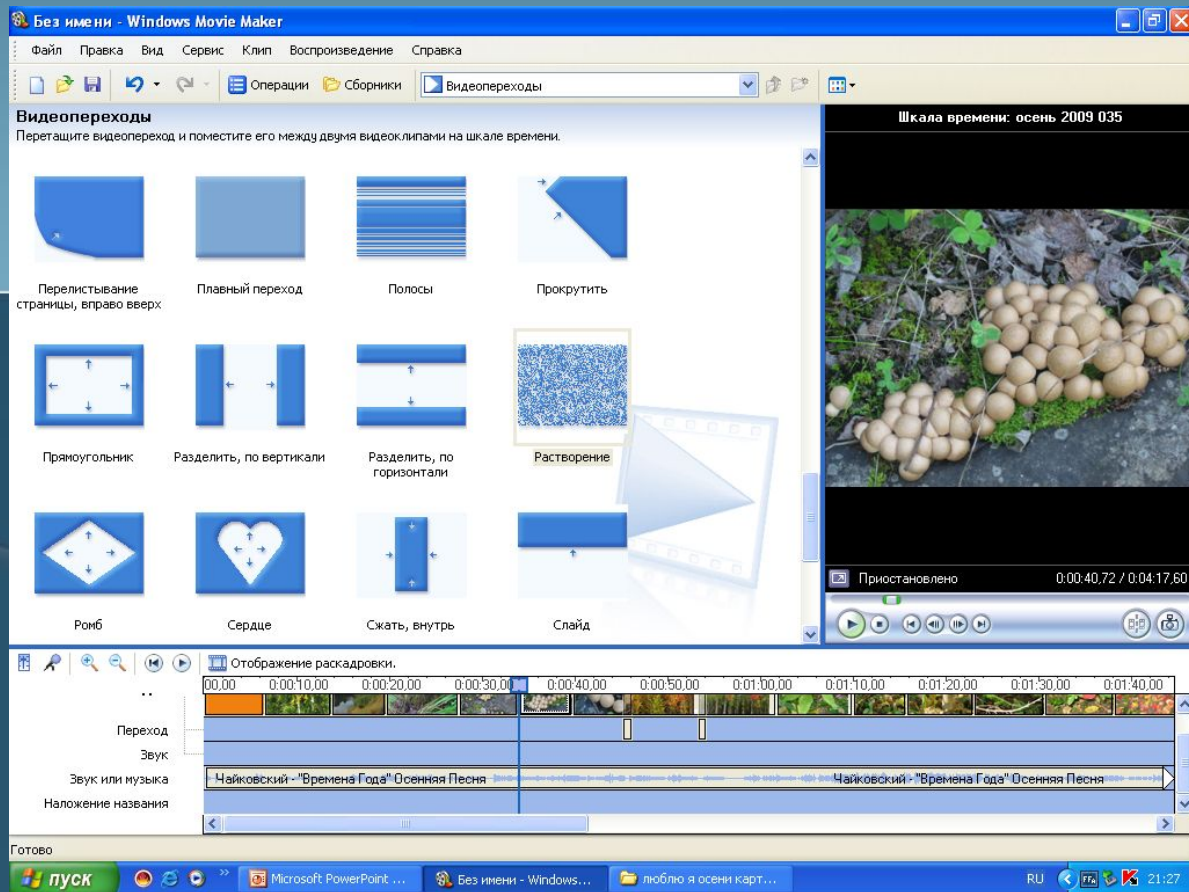 Без имени - Windows Movie Maker
Файл Правка Вид Сервис Клип Воспроизведение Справка
Операции Сборники Видеопереходы
Видеопереходы
Перетащите видеопереход и поместите его между двумя видеоклипами на шкале времени.
Шкала времени: осень 2009 035
Перелистывание
страницы, вправо вверх
Плавный переход
Полосы
Прокрутить
Прямоугольник
Разделить, по вертикали
Разделить, по
горизонтали
Растворение
Ромб
Сердце
Сжать, внутрь
Слайд
Приостановлено 0:00:40,72 / 0:04:17,60
Отображение раскадровки.
00,00 0:00:10,00 0:00:20,00 0:00:30,00 0:00:40,00 0:00:50,00 0:01:00,00 0:01:10,00 0:01:20,00 0:01:30,00 0:01:40,00
Переход
Звук
Звук или музыка
Чайковский - "Времена Года" Осенняя Песня Чайковский - "Времена Года" Осенняя Песня
Наложение названия
Готово
пуск Microsoft PowerPoint ... Без имени - Windows... люблю я осени карт... RU 21:27